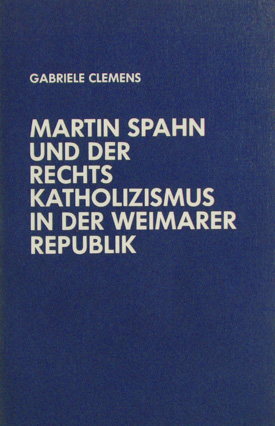 GABRIELE CLEMENS
MARTIN SPAHN
UND DER
RECHTS
KATHOLIZISMUS
IN DER WEIMARER
REPUBLIK